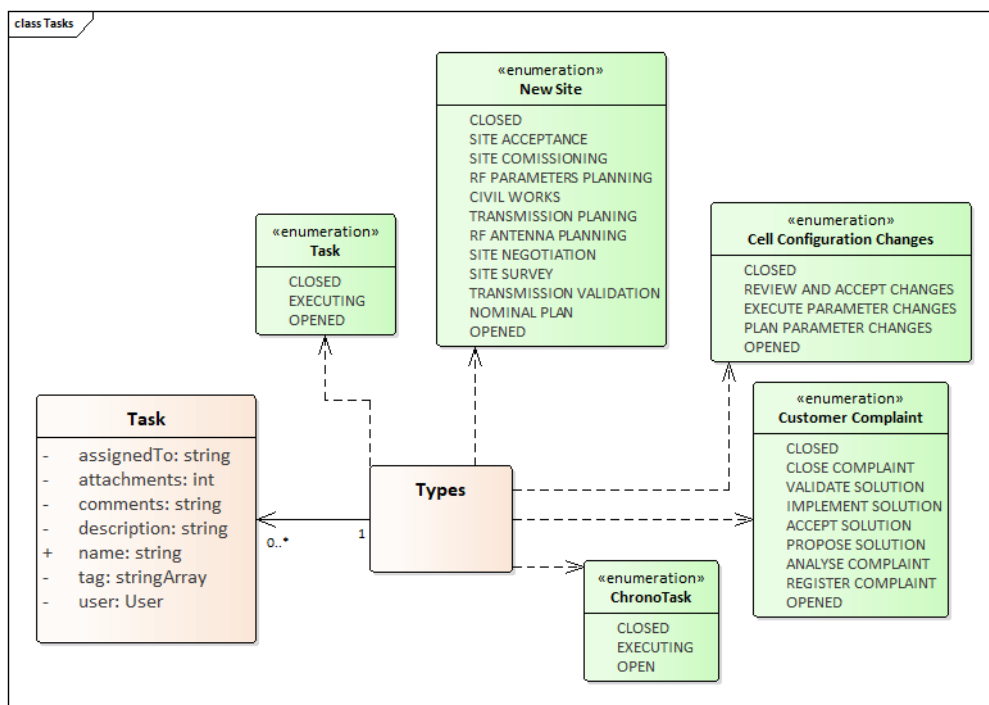 class Tasks
«enumeration»
New Site
CLOSED
SITE ACCEPTANCE
SITE COMISSIONING
RF PARAMETERS PLANNING
CIVIL WORKS
TRANSMISSION PLANING
RF ANTENNA PLANNING
SITE NEGOTIATION
SITE SURVEY
TRANSMISSION VALIDATION
NOMINAL PLAN
OPENED
«enumeration»
Task
CLOSED
EXECUTING
OPENED
«enumeration»
Cell Configuration Changes
CLOSED
REVIEW AND ACCEPT CHANGES
EXECUTE PARAMETER CHANGES
PLAN PARAMETER CHANGES
OPENED
Task
- assignedTo: string
- attachments: int
- comments: string
- description: string
+ name: string
- tag: stringArray
- user: User
0..*
1
Types
«enumeration»
Customer Complaint
CLOSED
CLOSE COMPLAINT
VALIDATE SOLUTION
IMPLEMENT SOLUTION
ACCEPT SOLUTION
PROPOSE SOLUTION
ANALYSE COMPLAINT
REGISTER COMPLAINT
OPENED
«enumeration»
ChronoTask
CLOSED
EXECUTING
OPEN